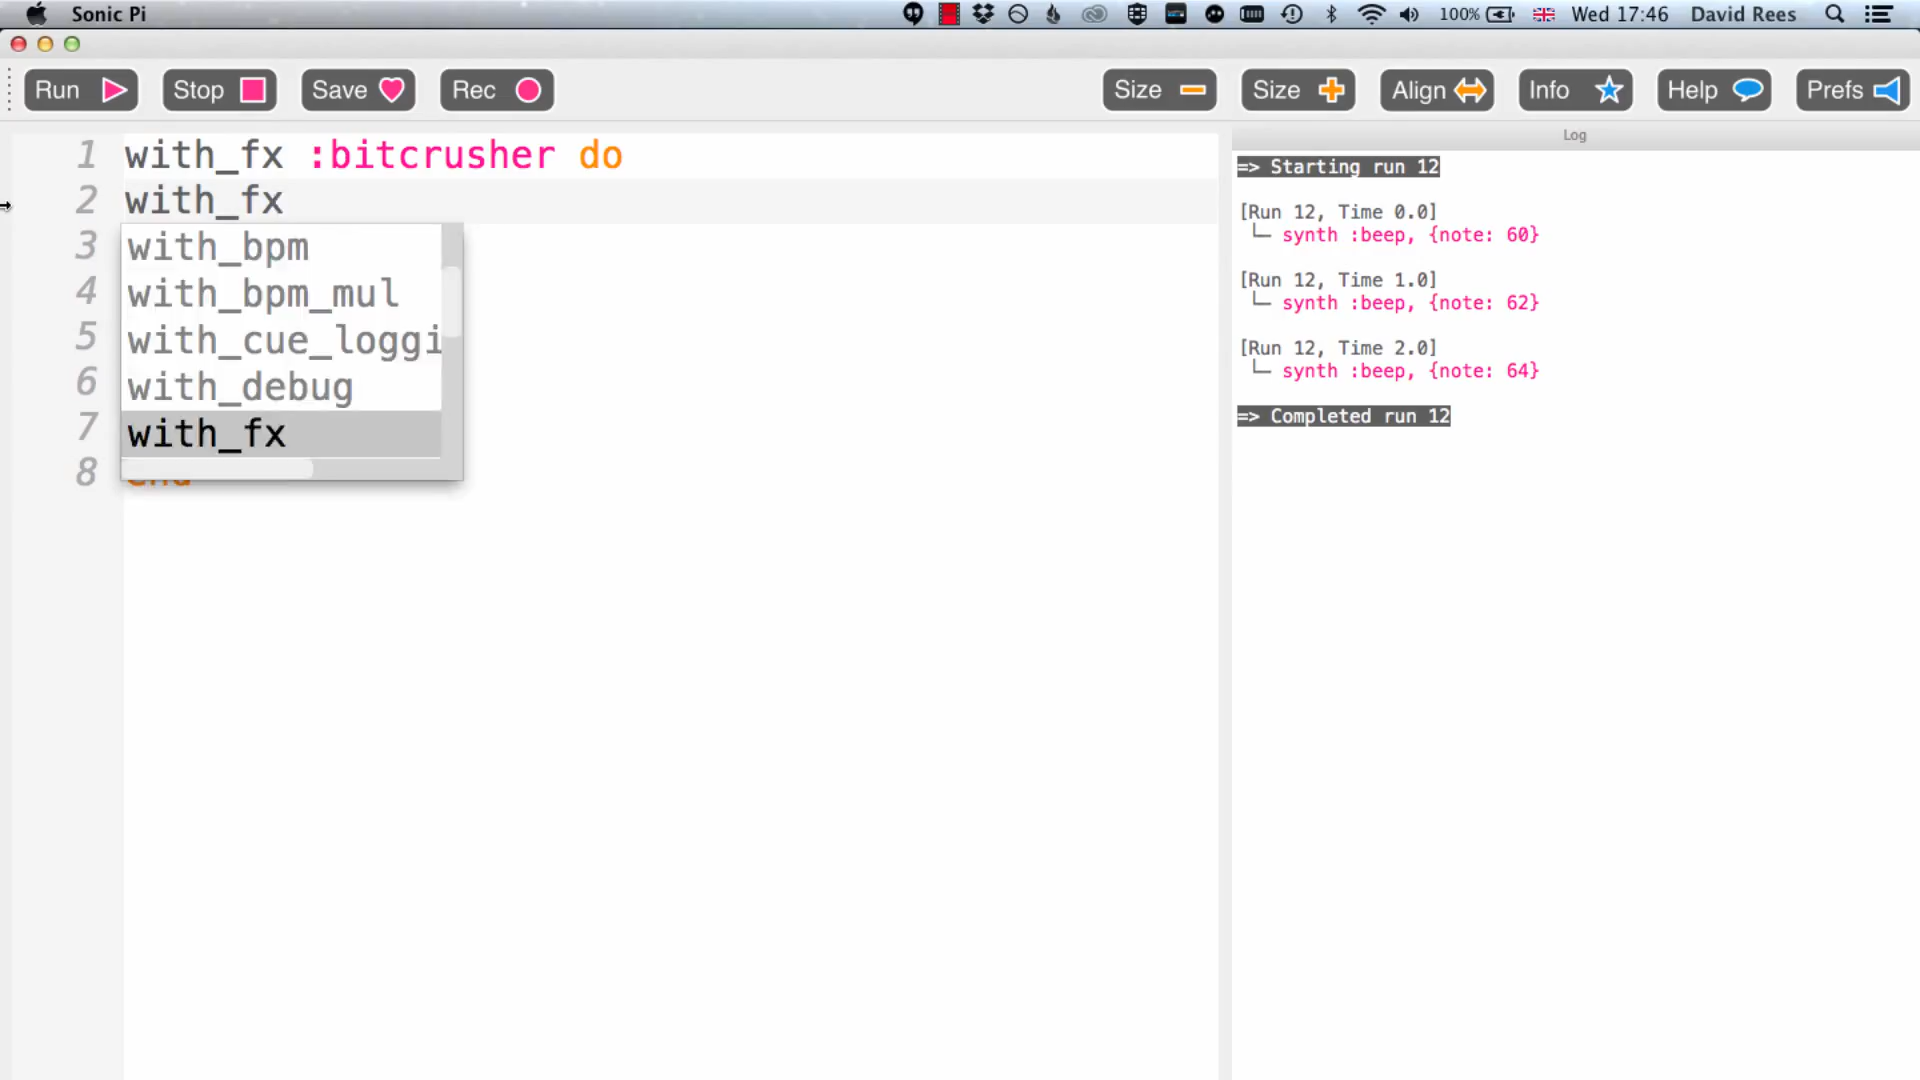 Sonic Pi
100%
Wed 17:46
David Rees
Run
Stop
Save
Rec
Size
Size
Align
Info
Help
Prefs
1 with_fx :bitcrusher do
2 with_fx
3
4
5
6
7
8 end
with_bpm
with_bpm_mul
with_cue_loggi
with_debug
with_fx
Log
=> Starting run 12
[Run 12, Time 0.0]
└─ synth :beep, {note: 60}
[Run 12, Time 1.0]
└─ synth :beep, {note: 62}
[Run 12, Time 2.0]
└─ synth :beep, {note: 64}
=> Completed run 12